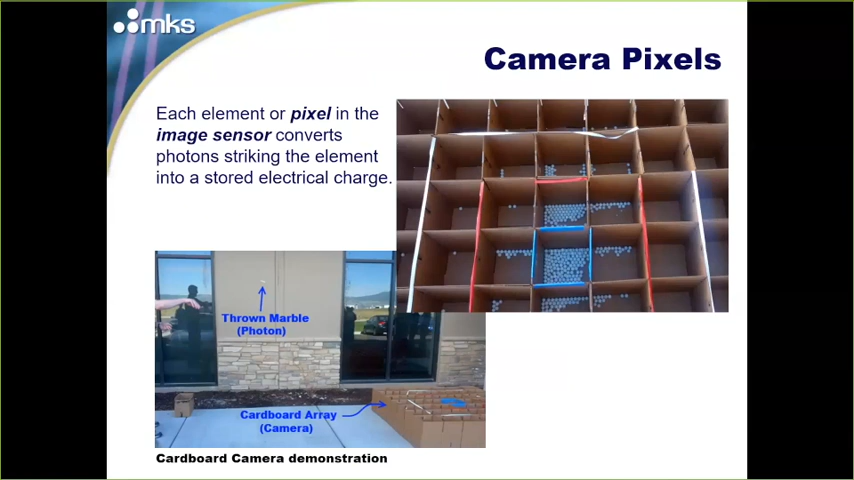 mks
Camera Pixels
Each element or pixel in the
image sensor converts
photons striking the element
into a stored electrical charge.
Thrown Marble
(Photon)
Cardboard Array
(Camera)
Cardboard Camera demonstration